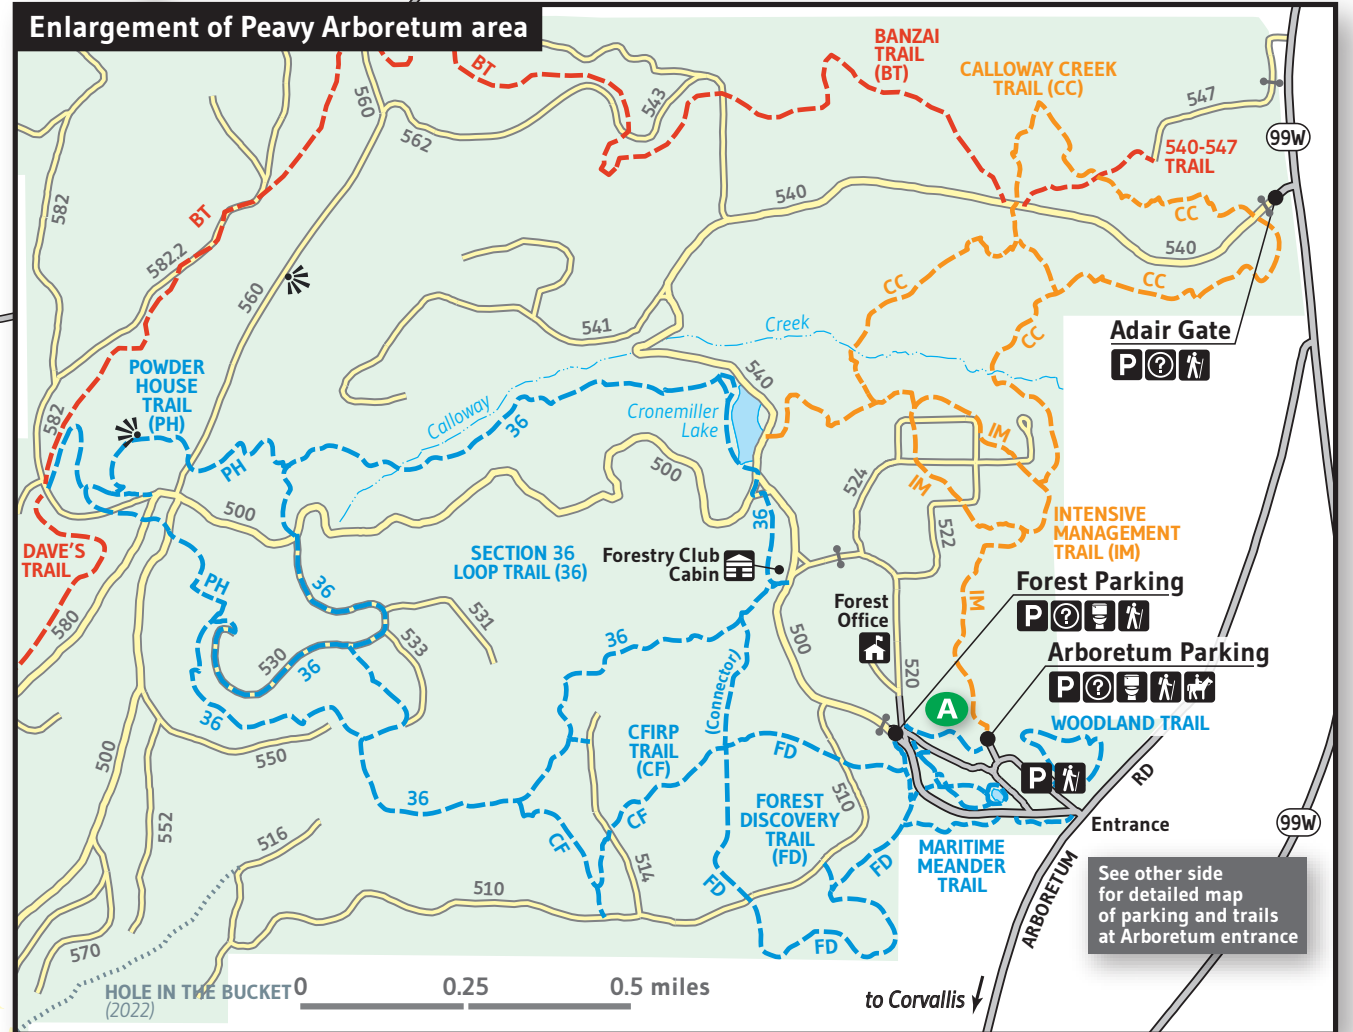 Enlargement of Peavy Arboretum area
BANZAI
TRAIL
(BT)
CALLOWAY CREEK
TRAIL (CC)
BT
560
562
543
547
99W
540-547
TRAIL
582
BT
540
CC
540
582.2
560
CC
CC
541
Creek
CC
Adair Gate
P ?
POWDER
HOUSE
TRAIL
(PH)
540
582
Calloway
36
Cronemiller
Lake
IM
PH
500
524
IM
500
36
522
INTENSIVE
MANAGEMENT
TRAIL (IM)
DAVE'S
TRAIL
SECTION 36
LOOP TRAIL (36)
Forestry Club
Cabin
PH
36
IM
Forest Parking
P ?
Forest
Office
580
531
533
36
500
530
36
520
Arboretum Parking
P ?
(Connector)
A
36
WOODLAND TRAIL
CFIRP
TRAIL
(CF)
FD
500
550
P
RD
36
510
FOREST
DISCOVERY
TRAIL
(FD)
552
CF
516
CF
Entrance
99W
MARITIME
MEANDER
TRAIL
514
FD
FD
510
ARBORETUM
See other side
for detailed map
of parking and trails
at Arboretum entrance
570
FD
HOLE IN THE BUCKET
(2022)
0 0.25 0.5 miles
to Corvallis